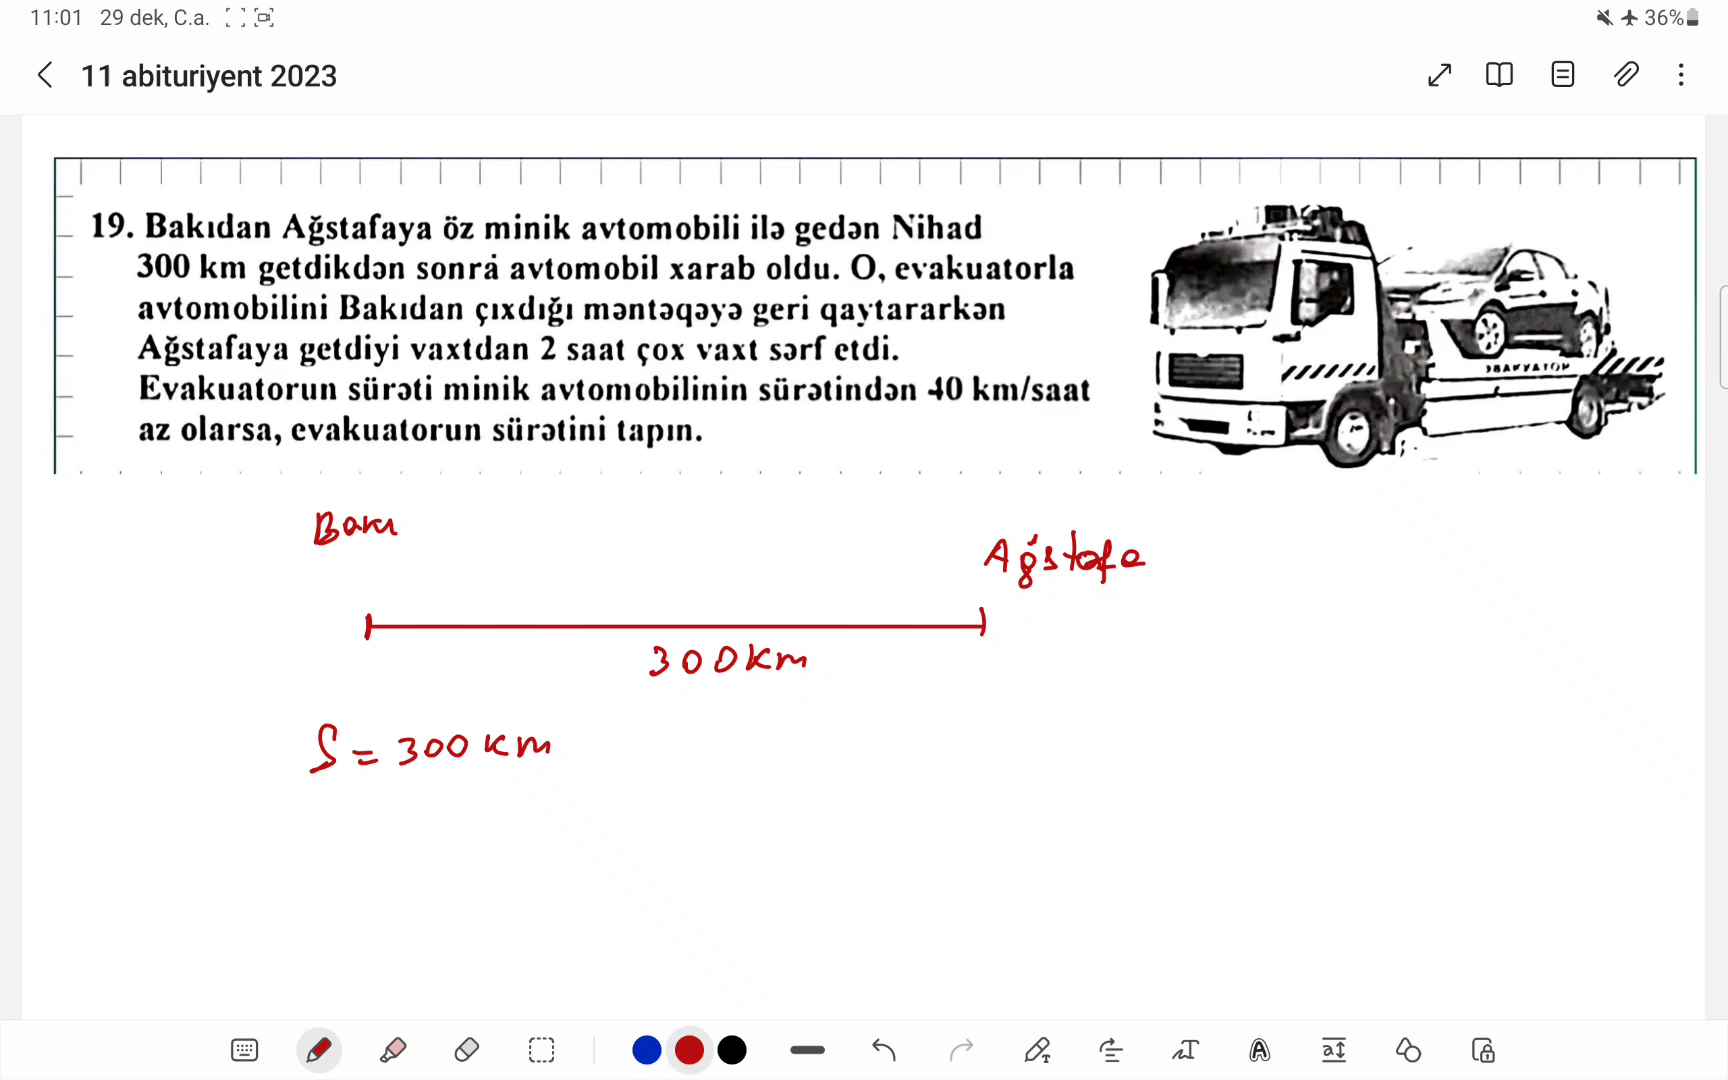 11:01 29 dek, C.a. 36%
11 abituriyent 2023
19. Bakıdan Ağstafaya öz minik avtomobili ilə gedən Nihad
300 km getdikdən sonra avtomobil xarab oldu. O, evakuatorla
avtomobilini Bakıdan çıxdığı məntəqəyə geri qaytararkən
Ağstafaya getdiyi vaxtdan 2 saat çox vaxt sərf etdi.
Evakuatorun sürəti minik avtomobilinin sürətindən 40 km/saat
az olarsa, evakuatorun sürətini tapın.
ЭВАКУАТОР
Bakı
Ağstafa
300 km
S = 300 km